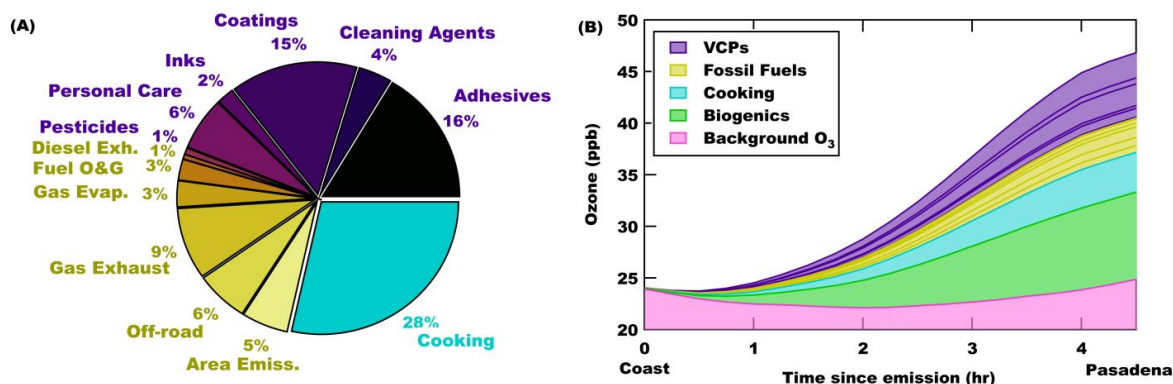 (A)
Coatings
15%
Cleaning Agents
4%
Inks
2%
Personal Care
6%
Adhesives
16%
Pesticides
1%
Diesel Exh.
1%
Fuel O&G
3%
Gas Evap.
3%
9%
Gas Exhaust
6%
Off-road
5%
Area Emiss.
28%
Cooking
(B)
50
45
40
35
30
25
20
Ozone (ppb)
VCPs
Fossil Fuels
Cooking
Biogenics
Background O₃
0 1 2 3 4
Coast Time since emission (hr) Pasadena